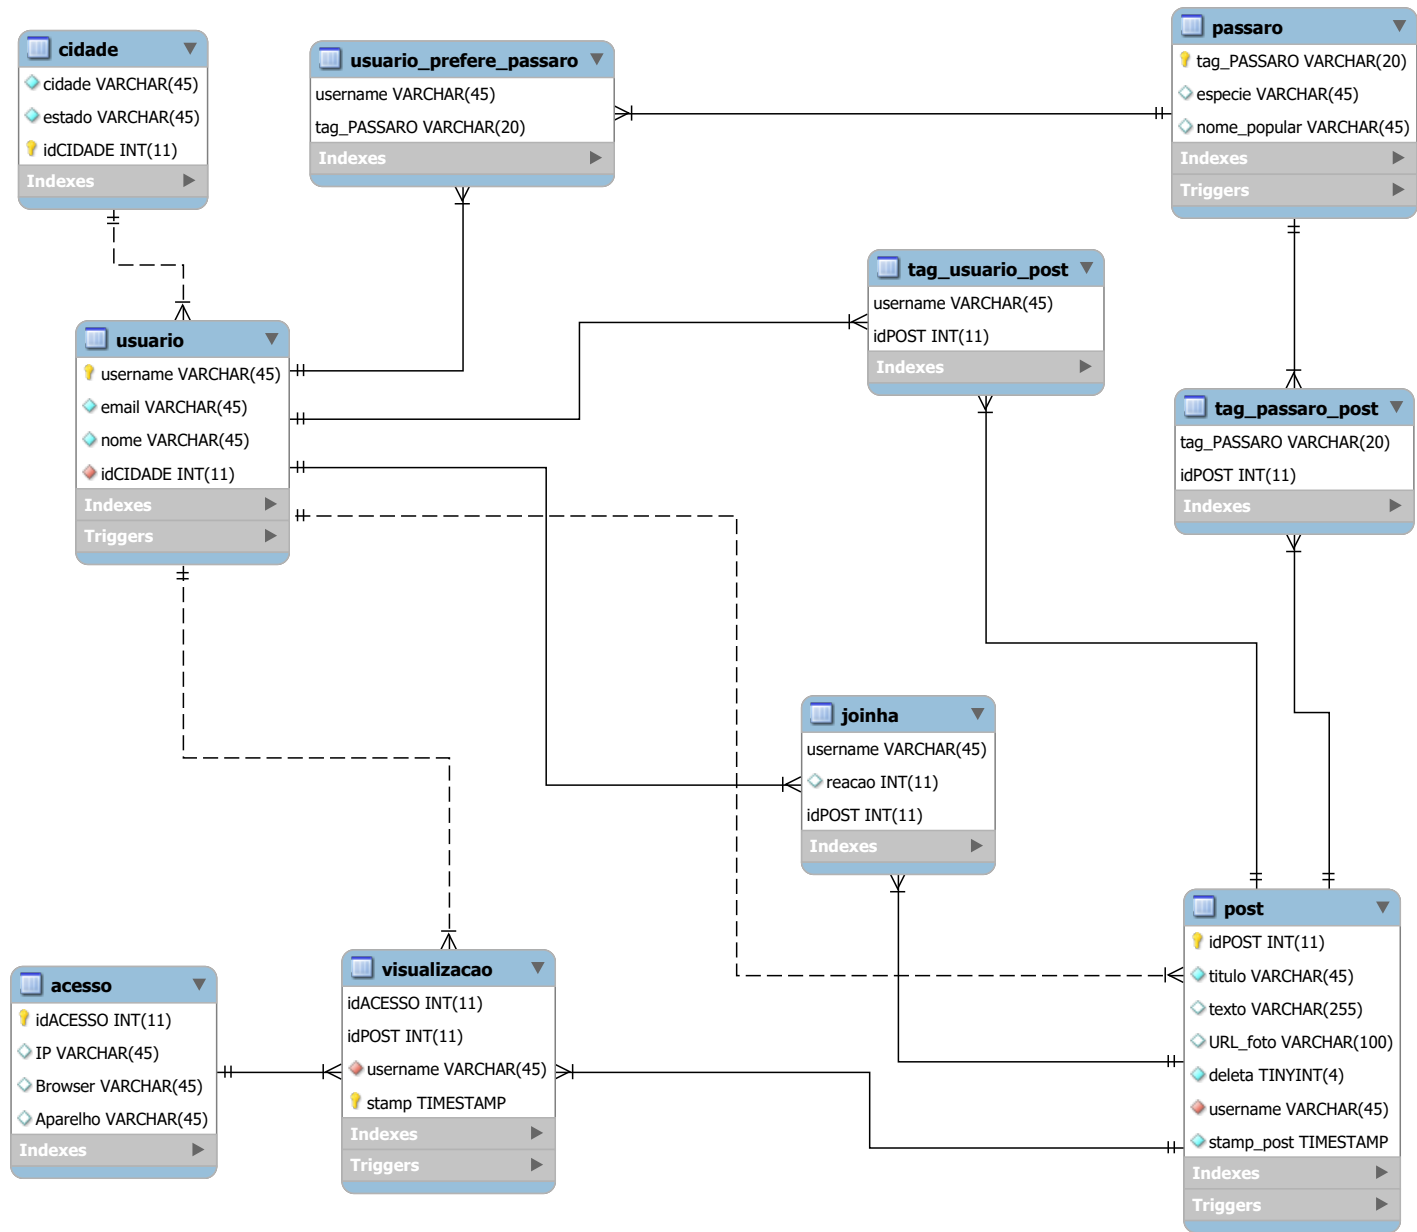 cidade
cidade VARCHAR(45)
estado VARCHAR(45)
idCIDADE INT(11)
Indexes
usuario_prefere_passaro
username VARCHAR(45)
tag_PASSARO VARCHAR(20)
Indexes
passaro
tag_PASSARO VARCHAR(20)
especie VARCHAR(45)
nome_popular VARCHAR(45)
Indexes
Triggers
tag_usuario_post
username VARCHAR(45)
idPOST INT(11)
Indexes
usuario
username VARCHAR(45)
email VARCHAR(45)
nome VARCHAR(45)
idCIDADE INT(11)
Indexes
Triggers
tag_passaro_post
tag_PASSARO VARCHAR(20)
idPOST INT(11)
Indexes
joinha
username VARCHAR(45)
reacao INT(11)
idPOST INT(11)
Indexes
post
idPOST INT(11)
titulo VARCHAR(45)
texto VARCHAR(255)
URL_foto VARCHAR(100)
deleta TINYINT(4)
username VARCHAR(45)
stamp_post TIMESTAMP
Indexes
Triggers
visualizacao
idACESSO INT(11)
idPOST INT(11)
username VARCHAR(45)
stamp TIMESTAMP
Indexes
Triggers
acesso
idACESSO INT(11)
IP VARCHAR(45)
Browser VARCHAR(45)
Aparelho VARCHAR(45)
Indexes